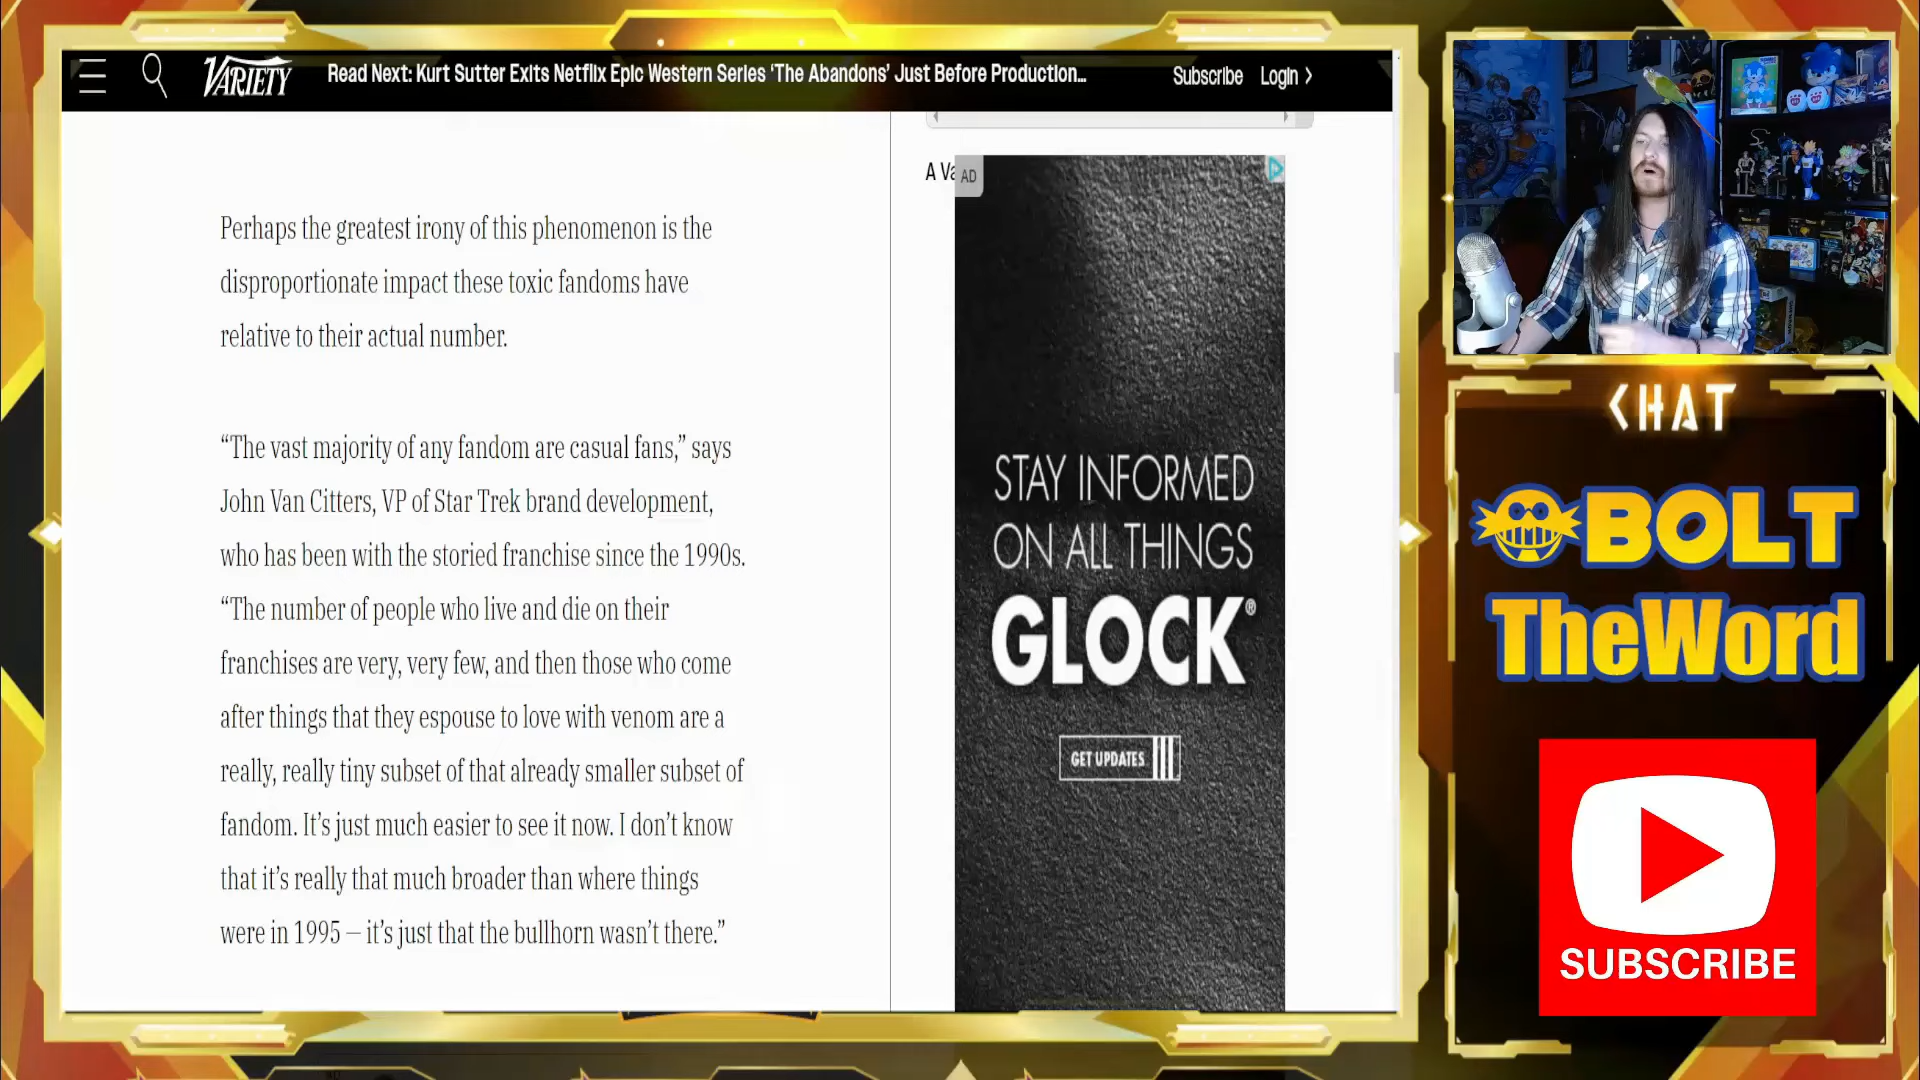 VARIETY
Read Next: Kurt Sutter Exits Netflix Epic Western Series ‘The Abandons’ Just Before Production...
Subscribe Login
Perhaps the greatest irony of this phenomenon is the
disproportionate impact these toxic fandoms have
relative to their actual number.
“The vast majority of any fandom are casual fans,” says
John Van Citters, VP of Star Trek brand development,
who has been with the storied franchise since the 1990s.
“The number of people who live and die on their
franchises are very, very few, and then those who come
after things that they espouse to love with venom are a
really, really tiny subset of that already smaller subset of
fandom. It’s just much easier to see it now. I don’t know
that it’s really that much broader than where things
were in 1995 – it’s just that the bullhorn wasn’t there.”
A Va
AD
STAY INFORMED
ON ALL THINGS
GLOCK®
GET UPDATES
CHAT
BOLT
TheWord
SUBSCRIBE